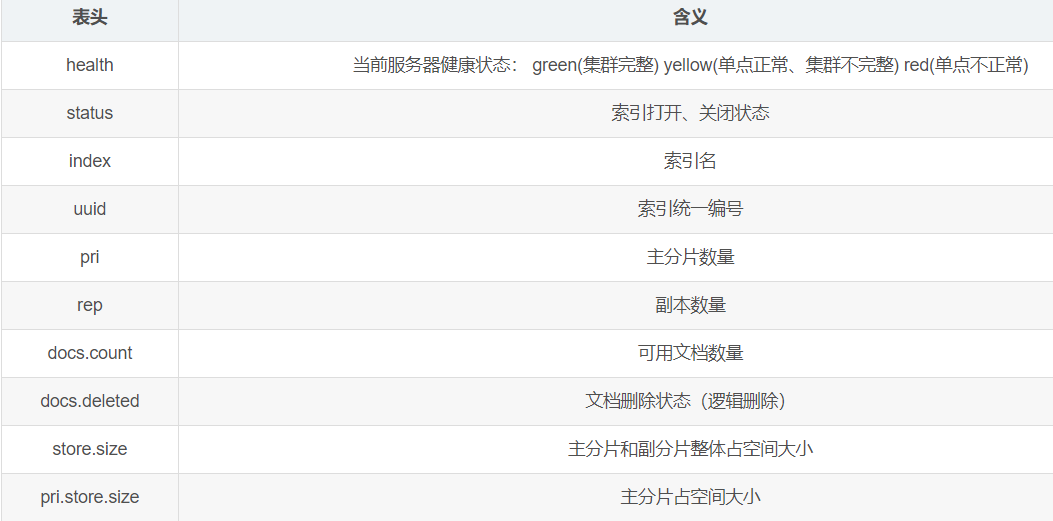 表头 含义
health 当前服务器健康状态： green(集群完整) yellow(单点正常、集群不完整) red(单点不正常)
status 索引打开、关闭状态
index 索引名
uuid 索引统一编号
pri 主分片数量
rep 副本数量
docs.count 可用文档数量
docs.deleted 文档删除状态（逻辑删除）
store.size 主分片和副分片整体占空间大小
pri.store.size 主分片占空间大小